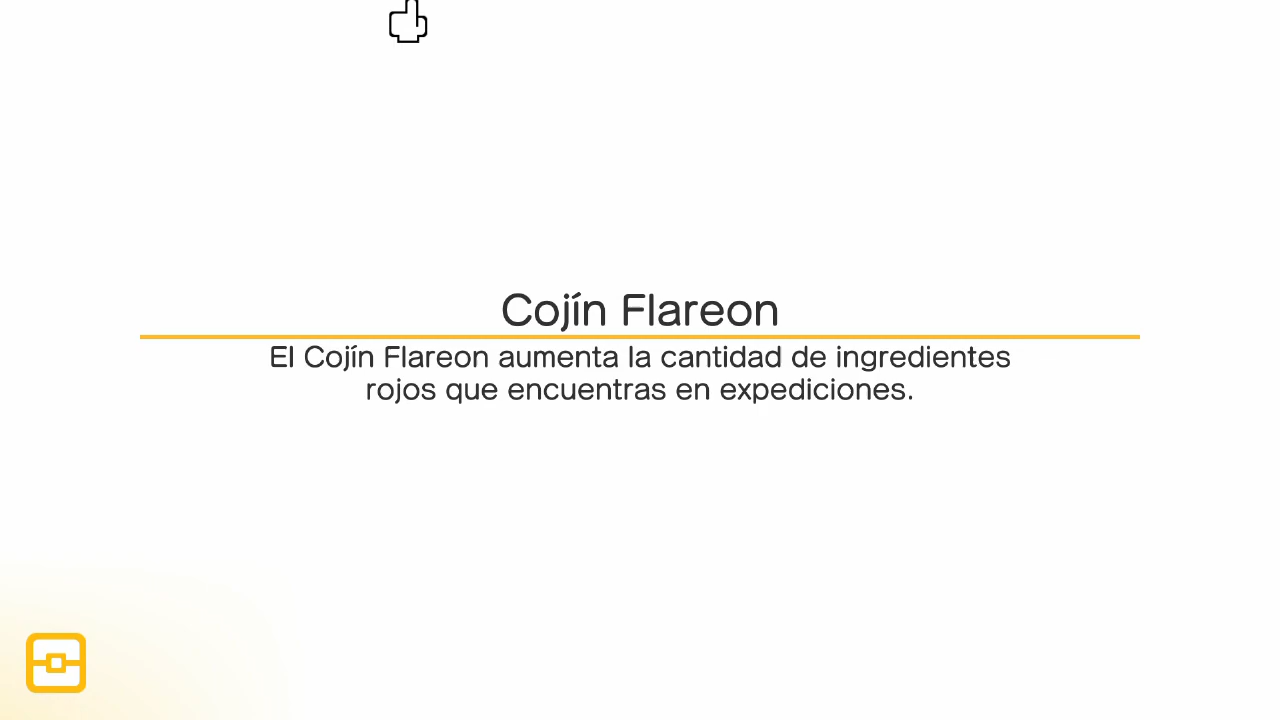 Cojín Flareon
El Cojín Flareon aumenta la cantidad de ingredientes
rojos que encuentras en expediciones.